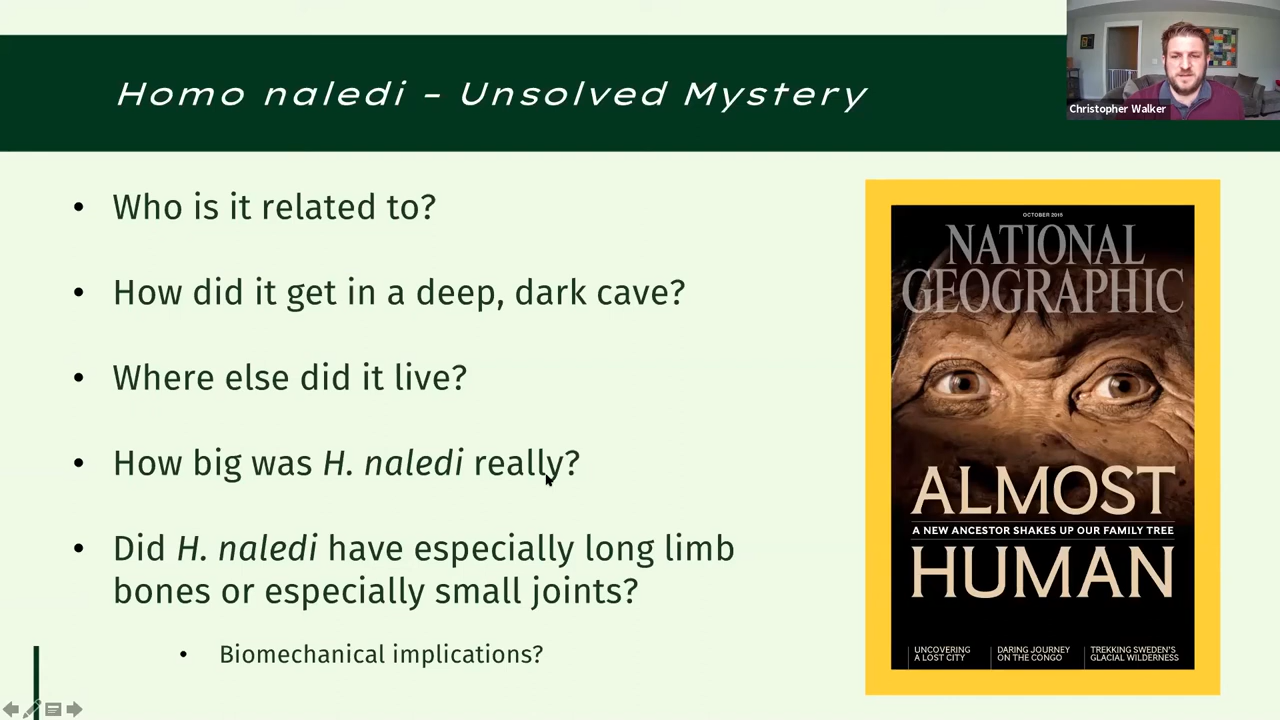 Homo naledi – Unsolved Mystery
Christopher Walker
• Who is it related to?
• How did it get in a deep, dark cave?
• Where else did it live?
• How big was H. naledi really?
• Did H. naledi have especially long limb
bones or especially small joints?
• Biomechanical implications?
OCTOBER 2015
NATIONAL
GEOGRAPHIC
ALMOST
A NEW ANCESTOR SHAKES UP OUR FAMILY TREE
HUMAN
UNCOVERING
A LOST CITY
DARING JOURNEY
ON THE CONGO
TREKKING SWEDEN'S
GLACIAL WILDERNESS